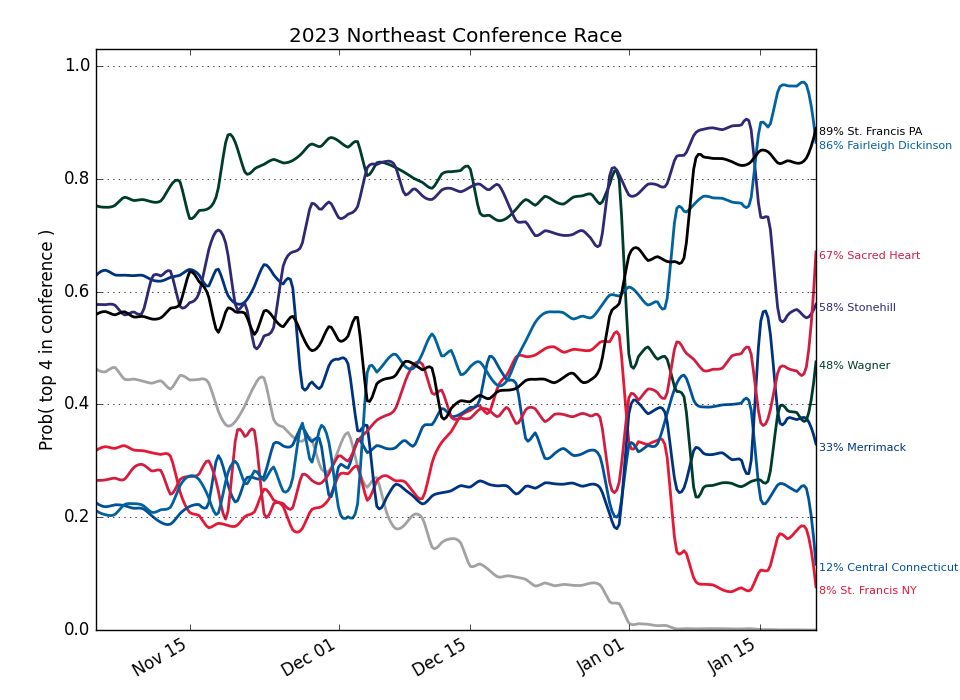 2023 Northeast Conference Race
Prob( top 4 in conference )
1.0
0.8
0.6
0.4
0.2
0.0
Nov 15
Dec 01
Dec 15
Jan 01
Jan 15
89% St. Francis PA
86% Fairleigh Dickinson
67% Sacred Heart
58% Stonehill
48% Wagner
33% Merrimack
12% Central Connecticut
8% St. Francis NY